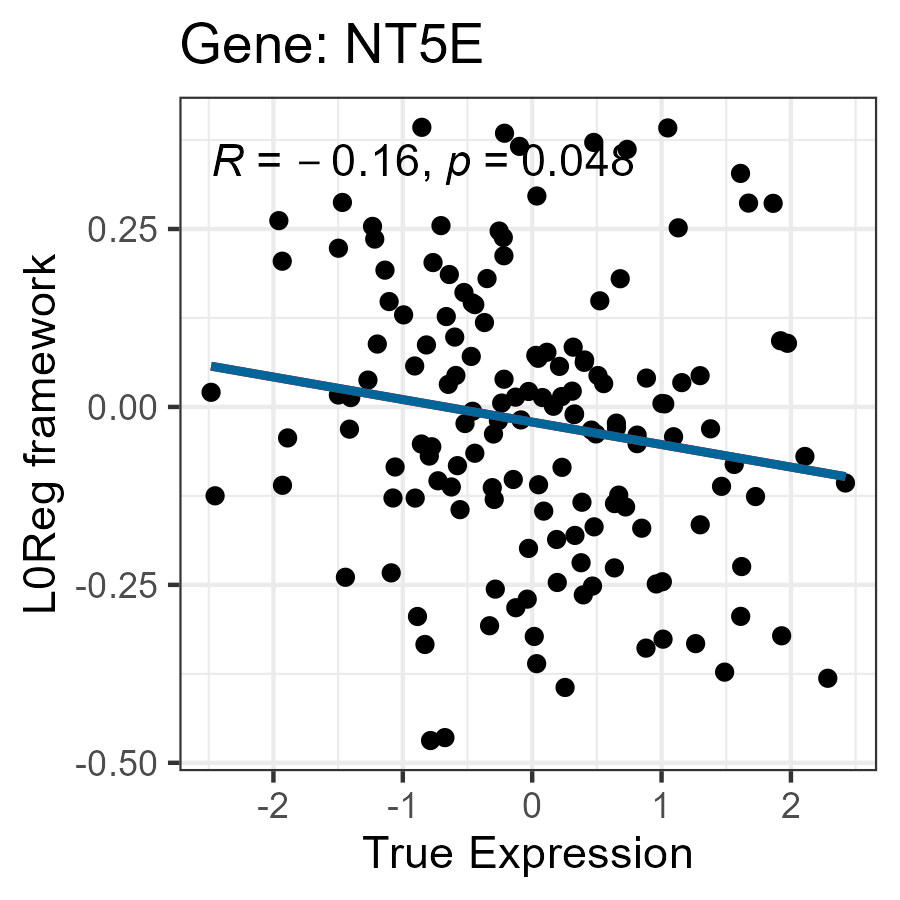 Gene: NT5E
R = −0.16, p = 0.048
0.25
0.00
-0.25
-0.50
L0Reg framework
-2
-1
0
1
2
True Expression